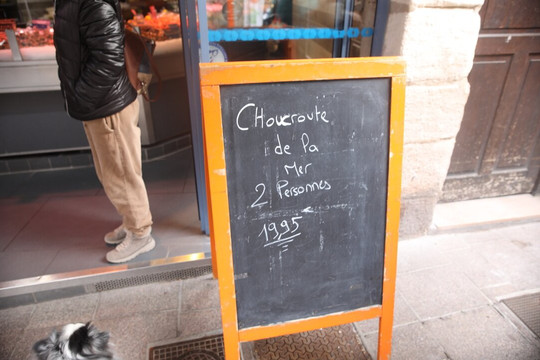 CHoucroute
de la
Mer
2 Personnes
19,95